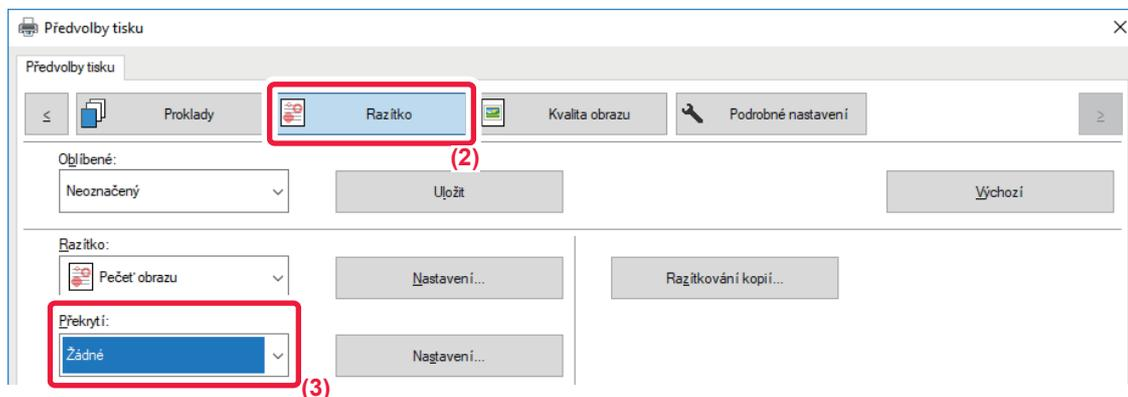 Předvolby tisku
Předvolby tisku
≤ Proklady Razítko Kvalita obrazu Podrobné nastavení ≥
(2)
Oblíbené:
Neoznačený Uložit Výchozí
Razítko:
Pečeť obrazu Nastavení... Razítkování kopií...
Překrytí:
Žádné Nastavení...
(3)